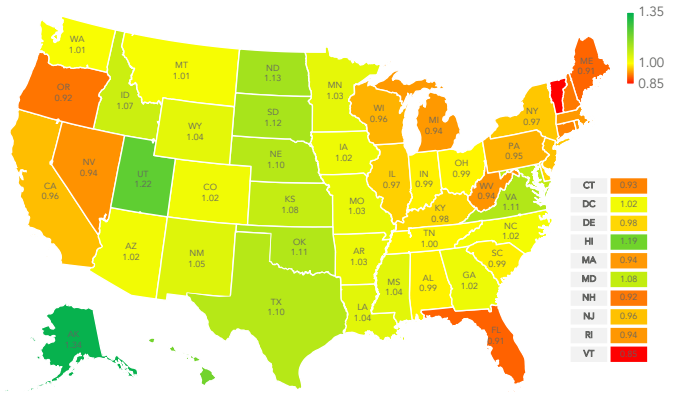 1.35
1.00
0.85
WA
1.01
OR
0.92
CA
0.96
NV
0.94
ID
1.07
MT
1.01
WY
1.04
UT
1.22
CO
1.02
AZ
1.02
NM
1.05
ND
1.13
SD
1.12
NE
1.10
KS
1.08
OK
1.11
TX
1.10
MN
1.03
IA
1.02
MO
1.03
AR
1.03
LA
1.04
WI
0.96
IL
0.97
MI
0.94
IN
0.99
OH
0.99
KY
0.98
TN
1.00
MS
1.04
AL
0.99
GA
1.02
FL
0.91
SC
0.99
NC
1.02
VA
1.11
WV
0.94
PA
0.95
NY
0.97
ME
0.91
AK
1.34
CT 0.93
DC 1.02
DE 0.98
HI 1.19
MA 0.94
MD 1.08
NH 0.92
NJ 0.96
RI 0.94
VT